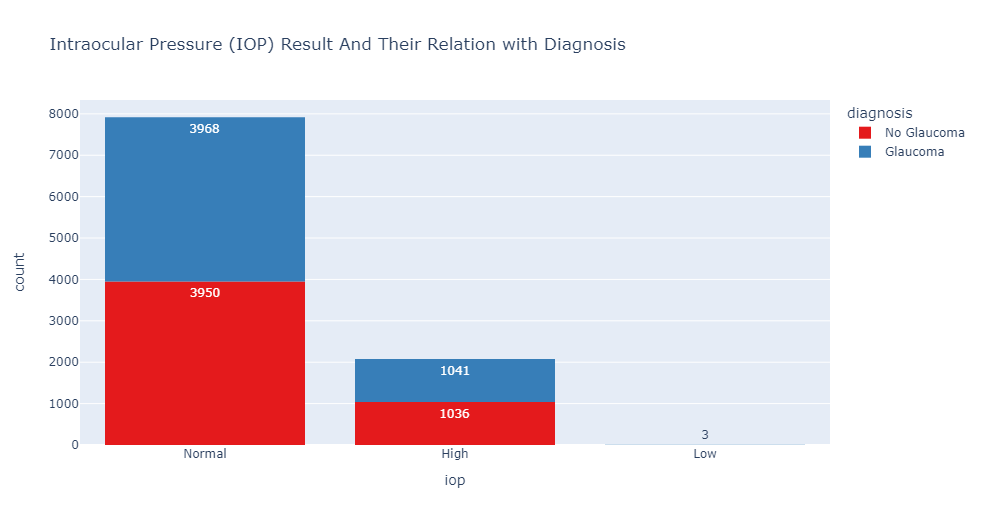 Intraocular Pressure (IOP) Result And Their Relation with Diagnosis
diagnosis
No Glaucoma
Glaucoma
count
8000
7000
6000
5000
4000
3000
2000
1000
0
3968
3950
1041
1036
3
Normal High Low
iop